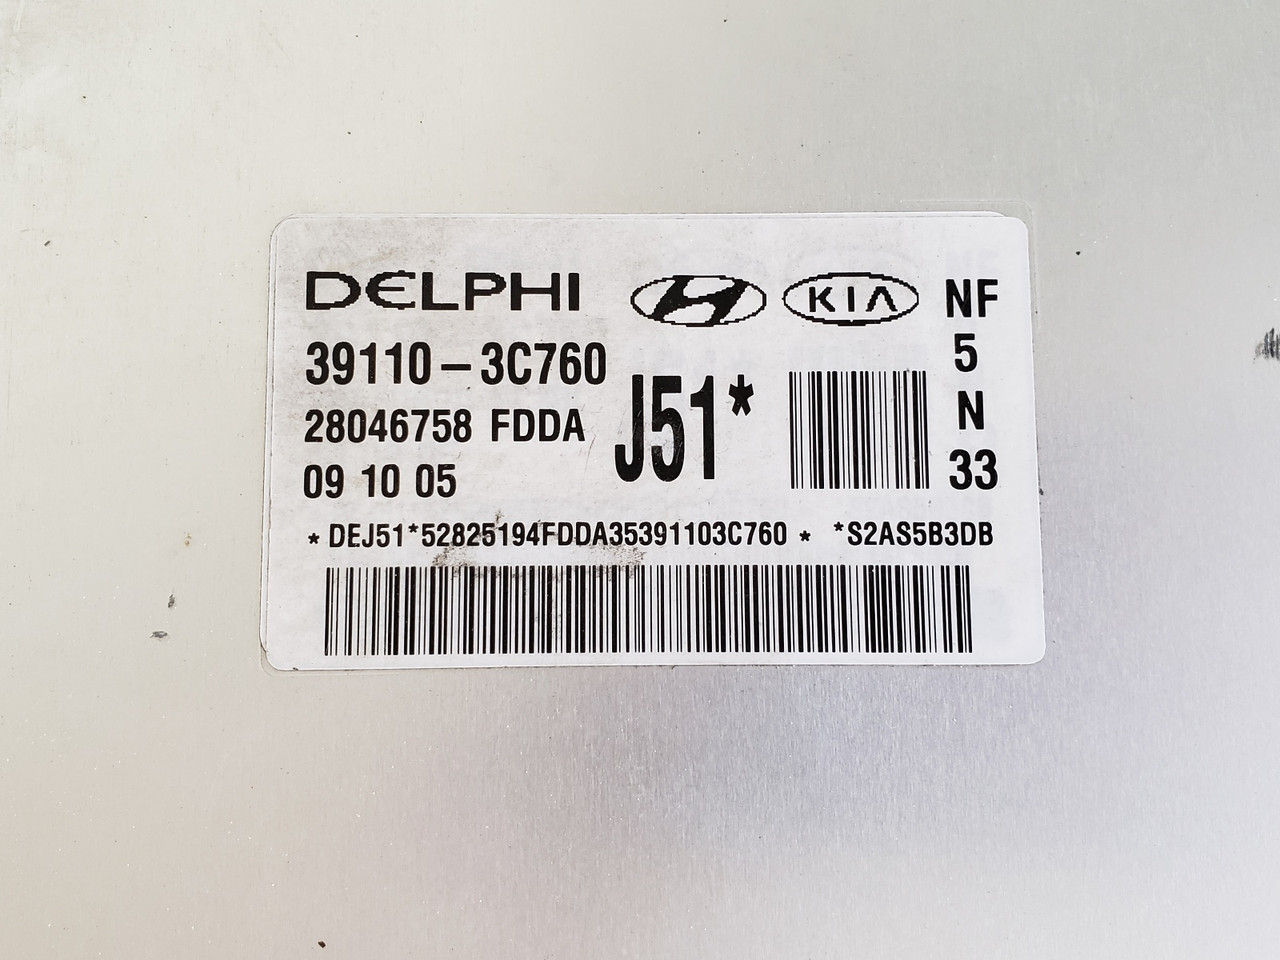 DELPHI
KIA
NF
39110-3C760
5
28046758 FDDA
J51*
N
09 10 05
33
*DEJ51*52825194FDDA35391103C760* *S2AS5B3DB